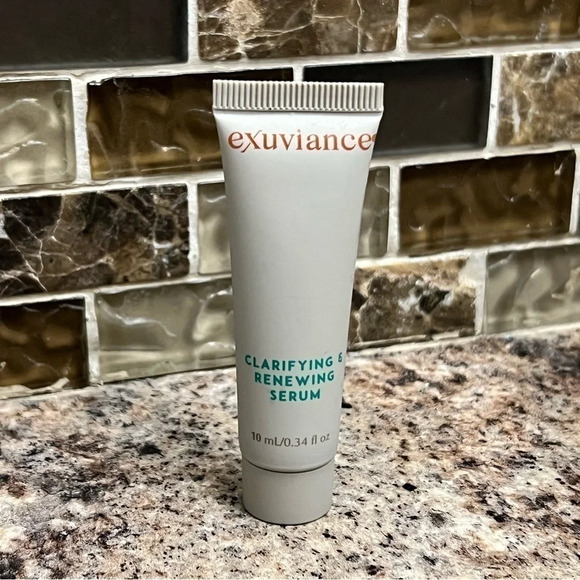 exuviance
CLARIFYING &
RENEWING
SERUM
10 mL/0.34 fl oz